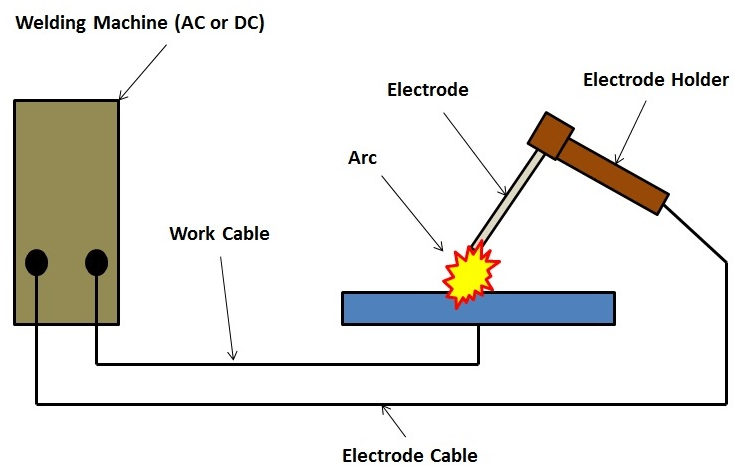 Welding Machine (AC or DC)
Electrode Holder
Electrode
Arc
Work Cable
Electrode Cable